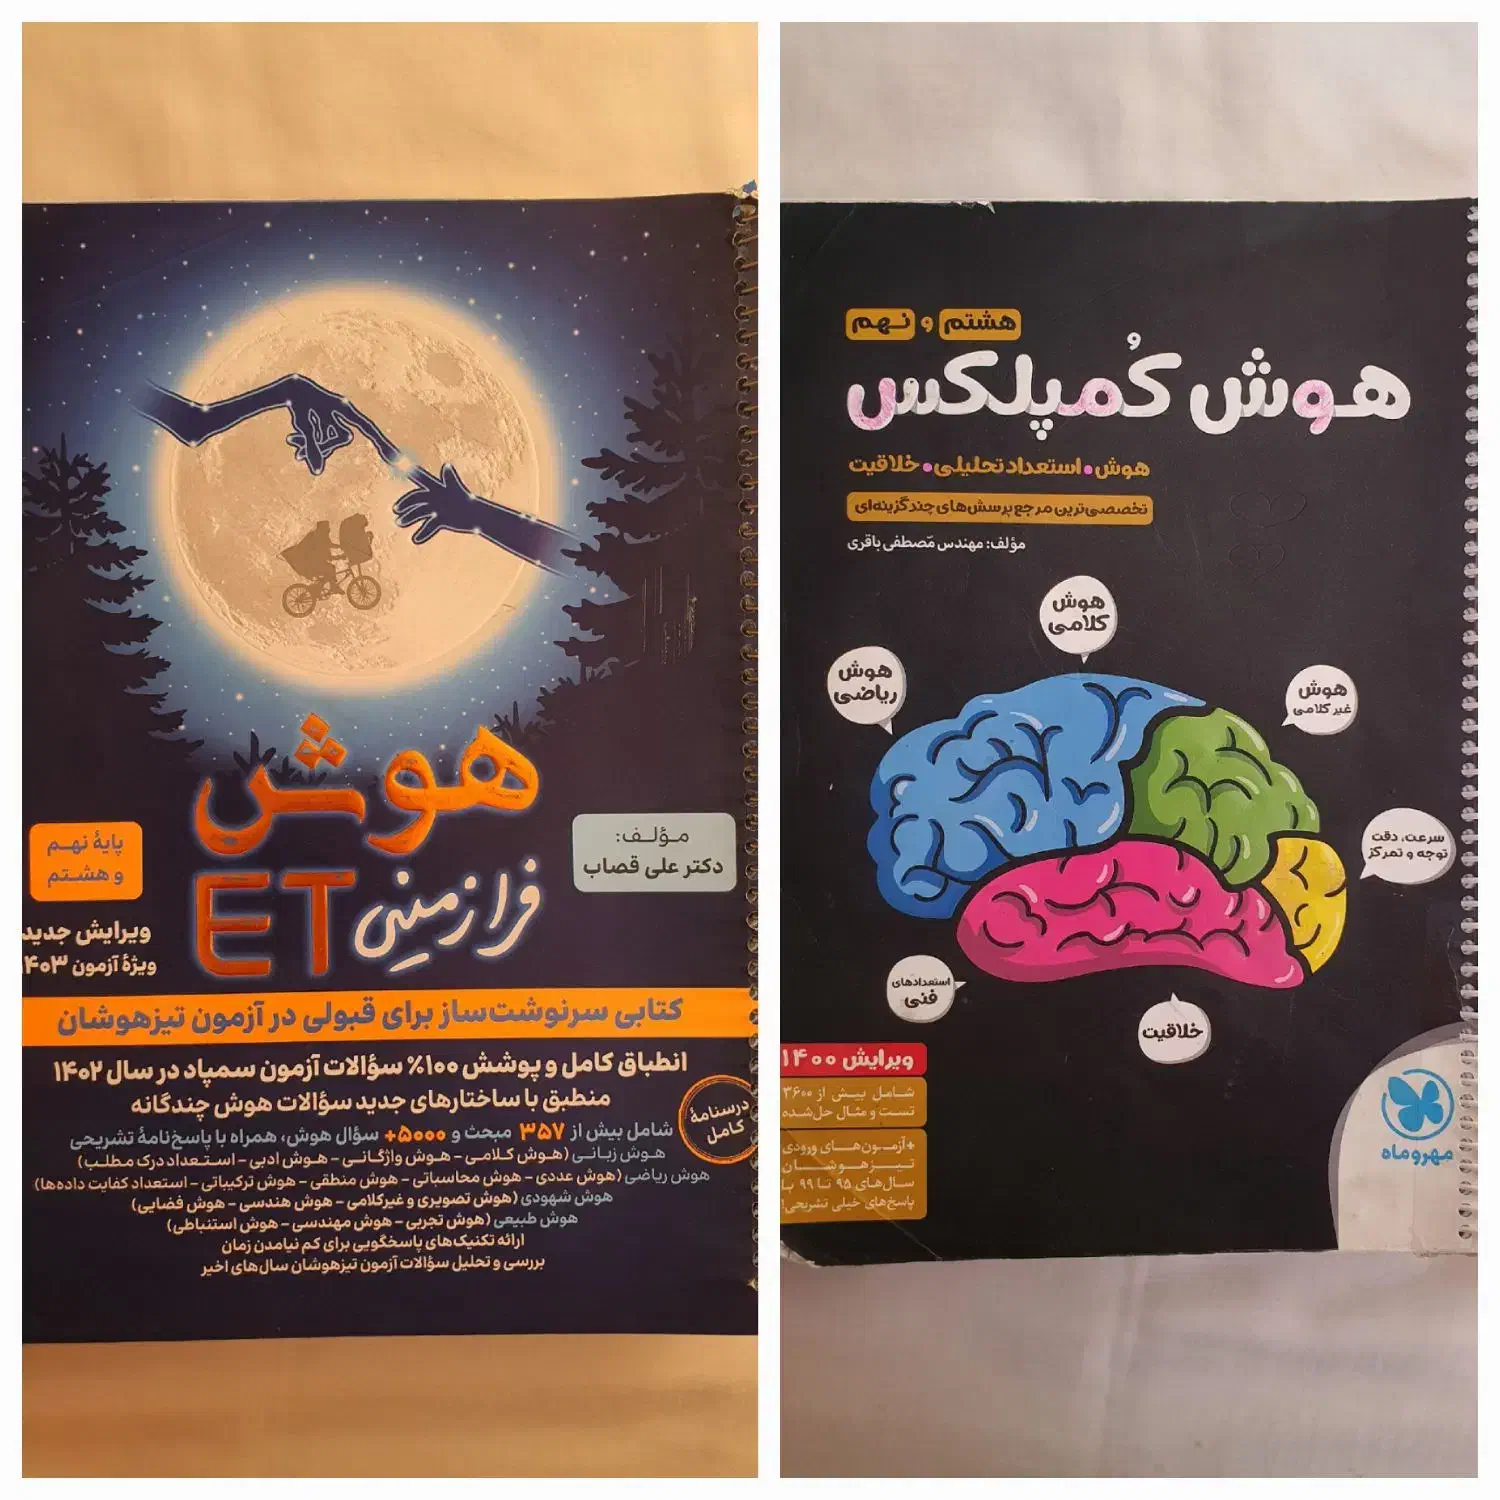 هوش
فرازمینی
ET
مؤلف:
دکتر علی قصاب
پایهٔ نهم
و هشتم
ویرایش جدید
ویژهٔ آزمون ۱۴۰۳
کتابی سرنوشت‌ساز برای قبولی در آزمون تیزهوشان
انطباق کامل و پوشش ۱۰۰٪ سؤالات آزمون سمپاد در سال ۱۴۰۲
منطبق با ساختارهای جدید سؤالات هوش چندگانه
درسنامهٔ
کامل
شامل بیش از ۳۵۷ مبحث و ۵۰۰۰+ سؤال هوش، همراه با پاسخ‌نامهٔ تشریحی
هوش زبانی (هوش کلامی - هوش واژگانی - هوش ادبی - استعداد درک مطلب)
هوش ریاضی (هوش عددی - هوش محاسباتی - هوش منطقی - هوش ترکیباتی - استعداد کفایت داده‌ها)
هوش شهودی (هوش تصویری و غیرکلامی - هوش هندسی - هوش فضایی)
هوش طبیعی (هوش تجربی - هوش مهندسی - هوش استنباطی)
ارائه تکنیک‌های پاسخگویی برای کم نیامدن زمان
بررسی و تحلیل سؤالات آزمون تیزهوشان سال‌های اخیر
هشتم و نهم
هوش کُمپلکس
هوش • استعداد تحلیلی • خلاقیت
تخصصی‌ترین مرجع پرسش‌های چندگزینه‌ای
مؤلف: مهندس مصطفی باقری
هوش
کلامی
هوش
ریاضی
هوش
غیر کلامی
سرعت، دقت
توجه و تمرکز
استعدادهای
فنی
خلاقیت
ویرایش ۱۴۰۰
شامل بیش از ۳۶۰۰
تست و مثال حل‌شده
+آزمون‌های ورودی
تیزهوشان
سال‌های ۹۵ تا ۹۹ با
پاسخ‌های خیلی تشریحی!
مهروماه